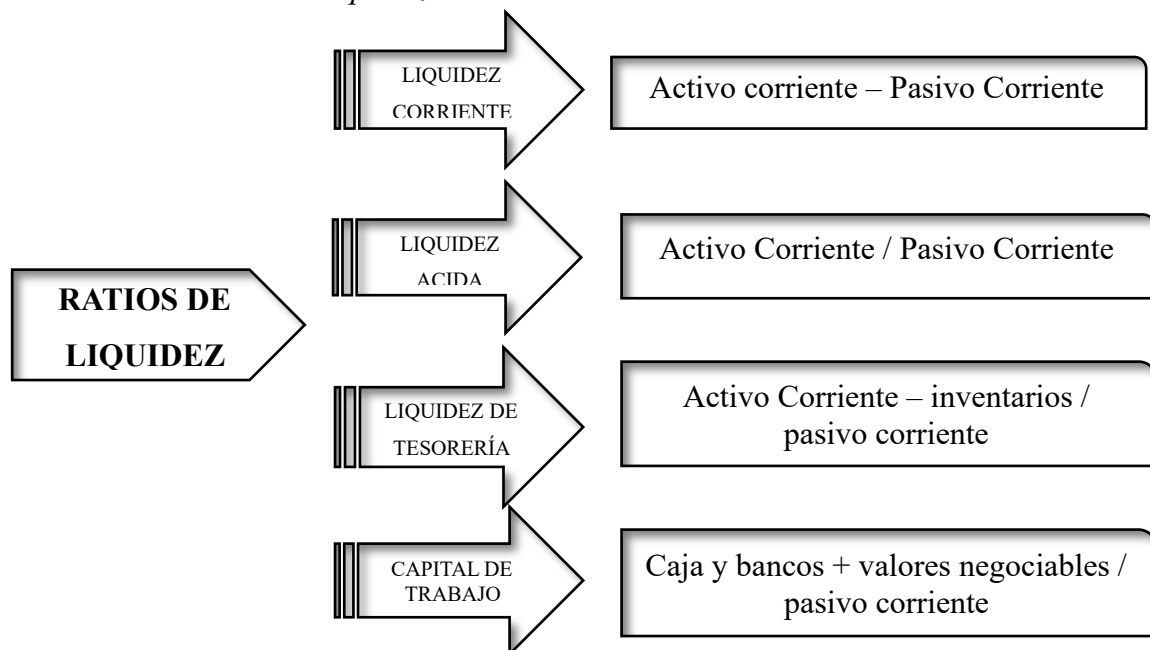 LIQUIDEZ
CORRIENTE
Activo corriente – Pasivo Corriente
LIQUIDEZ
ACIDA
Activo Corriente / Pasivo Corriente
RATIOS DE
LIQUIDEZ
LIQUIDEZ DE
TESORERÍA
Activo Corriente – inventarios /
pasivo corriente
CAPITAL DE
TRABAJO
Caja y bancos + valores negociables /
pasivo corriente